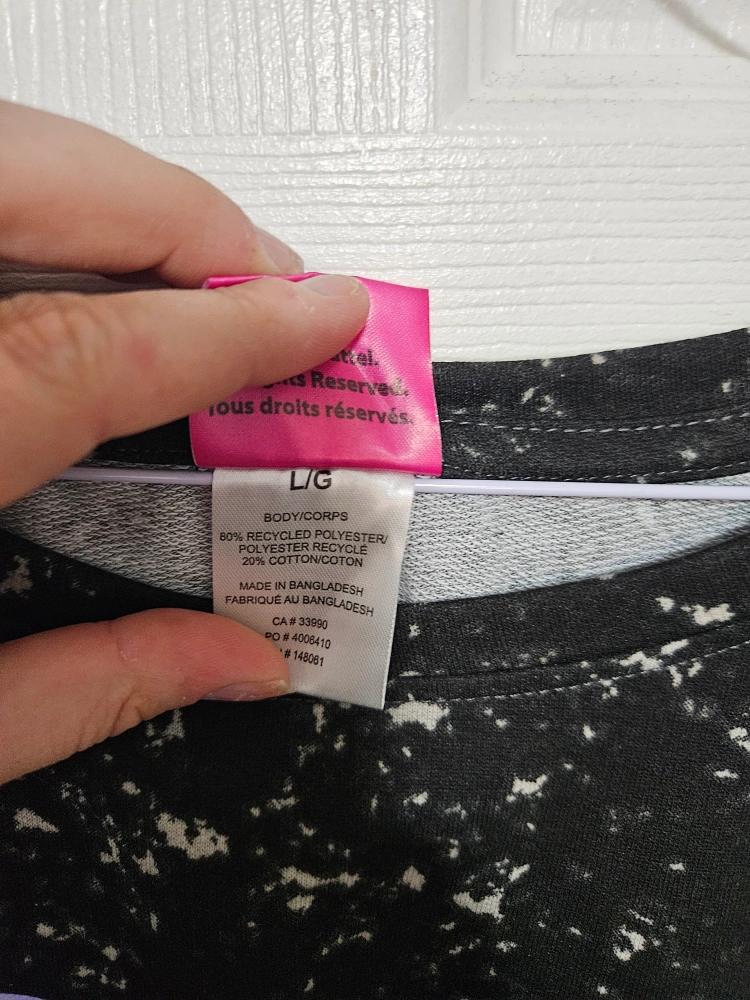 Rights Reserved.
Tous droits réservés.
L/G
BODY/CORPS
80% RECYCLED POLYESTER/
POLYESTER RECYCLÉ
20% COTTON/COTON
MADE IN BANGLADESH
FABRIQUÉ AU BANGLADESH
CA # 33990
PO # 4006410
# 148061